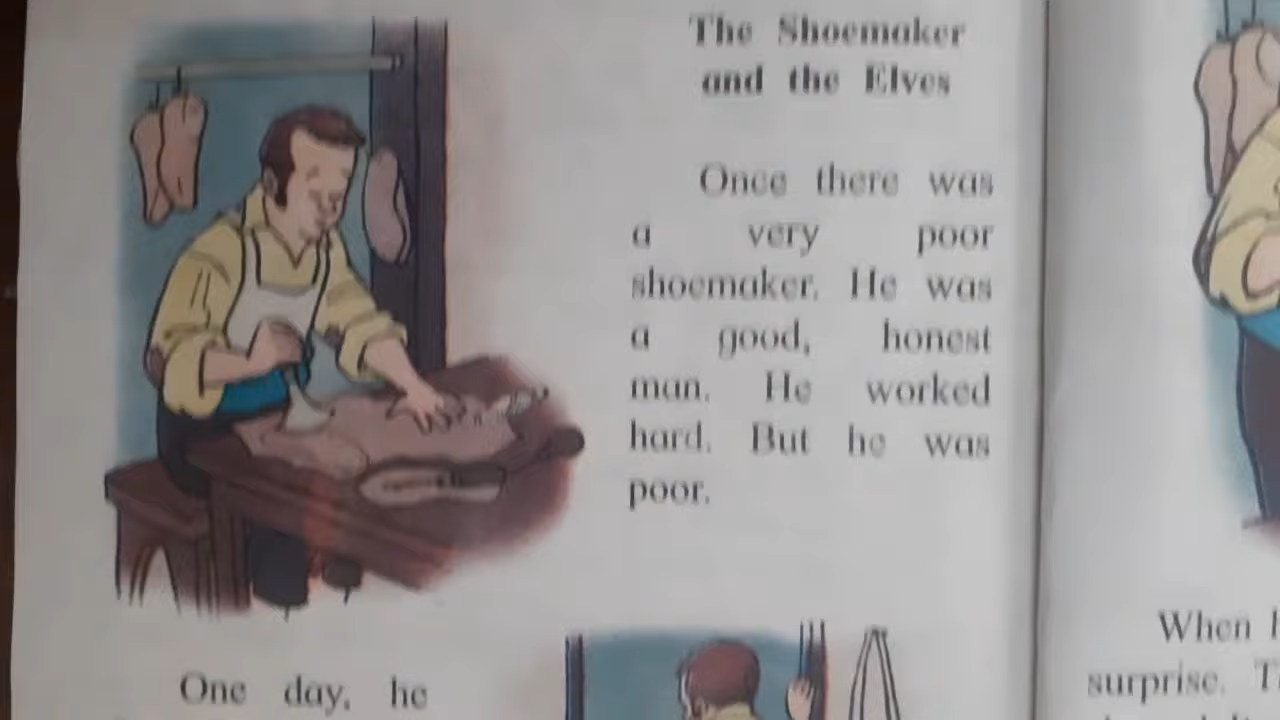 The Shoemaker
and the Elves
Once there was
a very poor
shoemaker. He was
a good, honest
man. He worked
hard. But he was
poor.
One day, he
When
surprise.